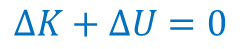 ΔK + ΔU = 0